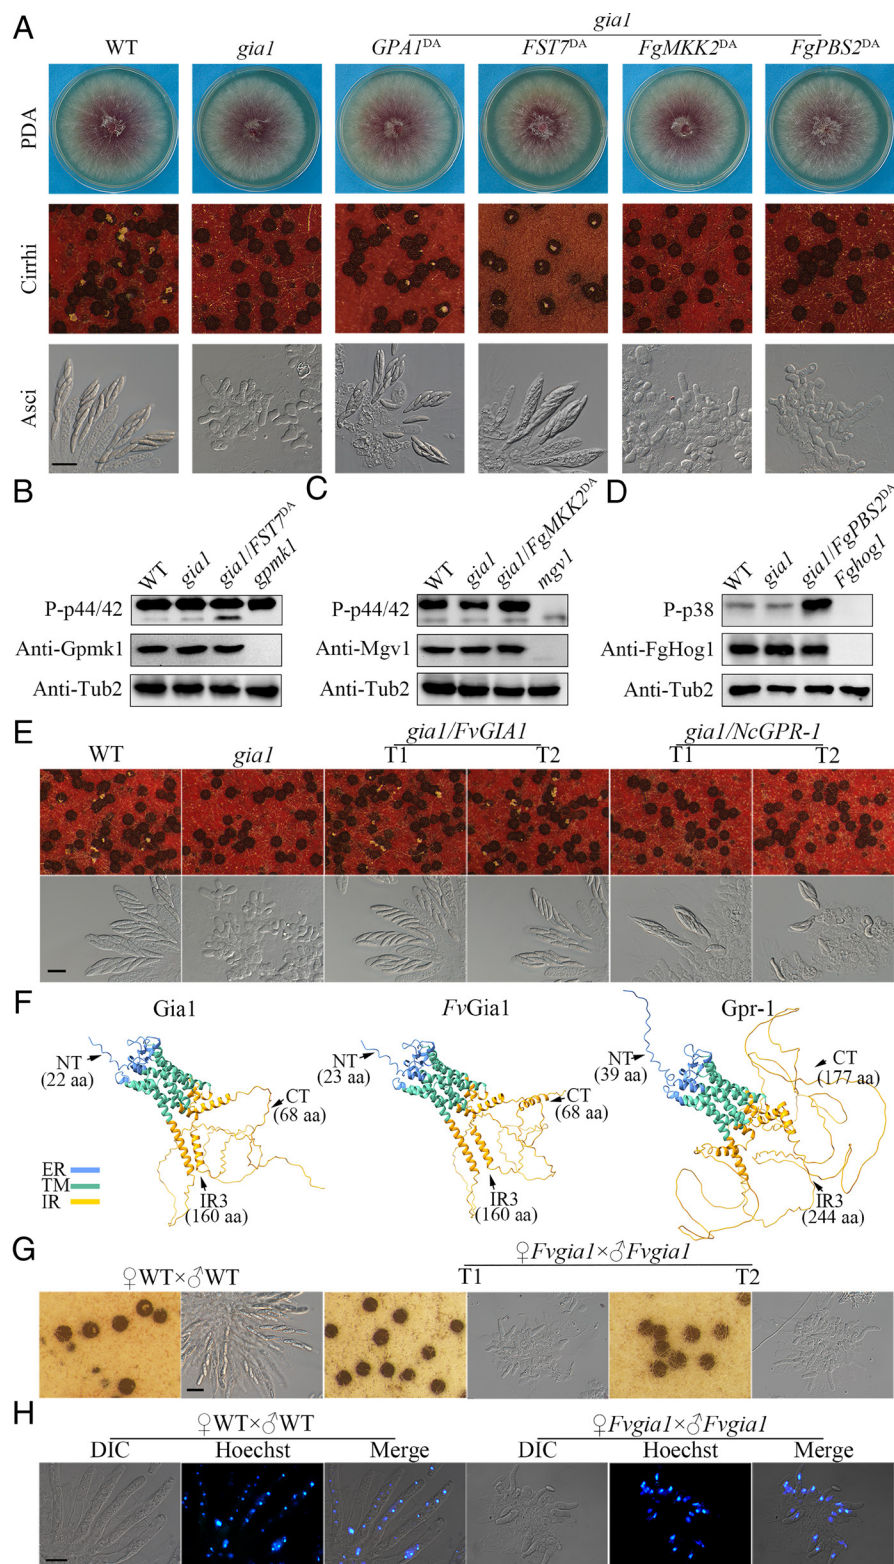 A
gia1
WT gia1 GPA1DA FST7DA FgMKK2DA FgPBS2DA
PDA
Cirrhi
Asci
B C D
WT gia1 gia1/FST7DA gpmk1
WT gia1 gia1/FgMKK2DA mgv1
WT gia1 gia1/FgPBS2DA Fghog1
P-p44/42 P-p44/42 P-p38
Anti-Gpmk1 Anti-Mgv1 Anti-FgHog1
Anti-Tub2 Anti-Tub2 Anti-Tub2
E
gia1/FvGIA1 gia1/NcGPR-1
WT gia1 T1 T2 T1 T2
F
Gia1 FvGia1 Gpr-1
NT
(22 aa)
CT
(68 aa)
IR3
(160 aa)
NT
(23 aa)
CT
(68 aa)
IR3
(160 aa)
NT
(39 aa)
CT
(177 aa)
IR3
(244 aa)
ER
TM
IR
G
♀WT×♂WT ♀Fvgia1×♂Fvgia1
T1 T2
H
♀WT×♂WT ♀Fvgia1×♂Fvgia1
DIC Hoechst Merge DIC Hoechst Merge